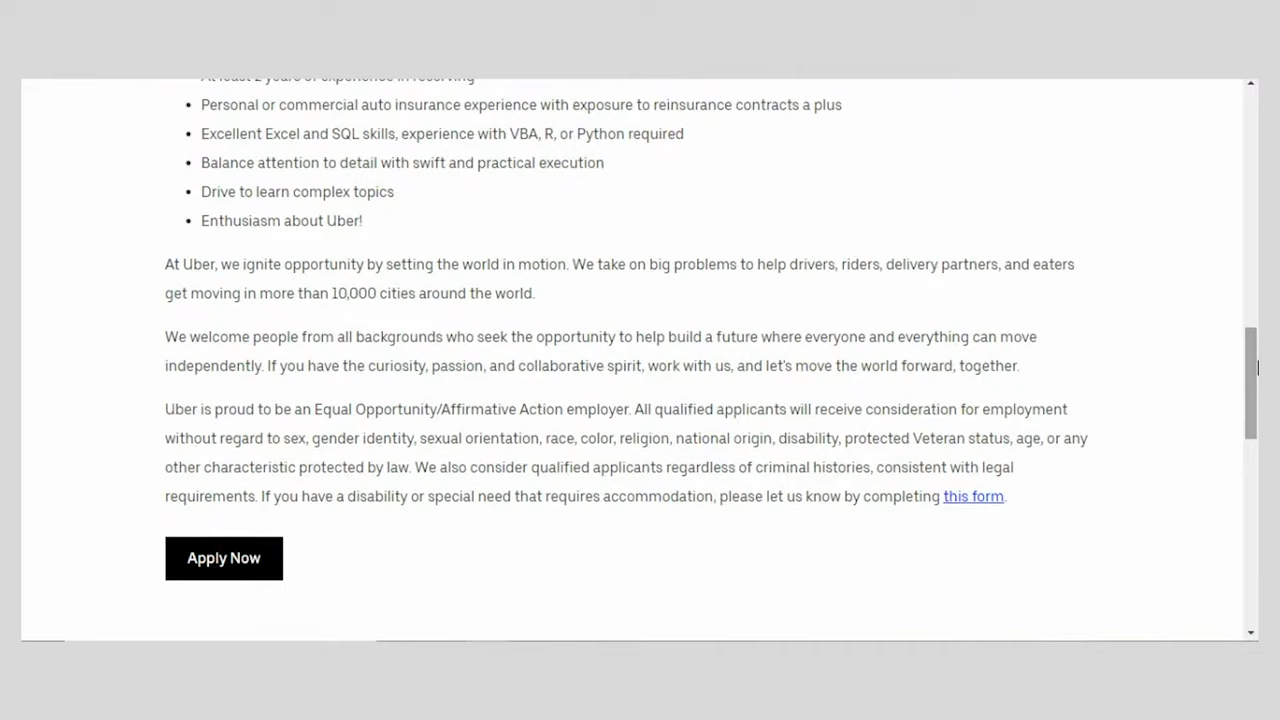 At least 2 years of experience in reserving
• Personal or commercial auto insurance experience with exposure to reinsurance contracts a plus
• Excellent Excel and SQL skills, experience with VBA, R, or Python required
• Balance attention to detail with swift and practical execution
• Drive to learn complex topics
• Enthusiasm about Uber!
At Uber, we ignite opportunity by setting the world in motion. We take on big problems to help drivers, riders, delivery partners, and eaters
get moving in more than 10,000 cities around the world.
We welcome people from all backgrounds who seek the opportunity to help build a future where everyone and everything can move
independently. If you have the curiosity, passion, and collaborative spirit, work with us, and let's move the world forward, together.
Uber is proud to be an Equal Opportunity/Affirmative Action employer. All qualified applicants will receive consideration for employment
without regard to sex, gender identity, sexual orientation, race, color, religion, national origin, disability, protected Veteran status, age, or any
other characteristic protected by law. We also consider qualified applicants regardless of criminal histories, consistent with legal
requirements. If you have a disability or special need that requires accommodation, please let us know by completing this form.
Apply Now